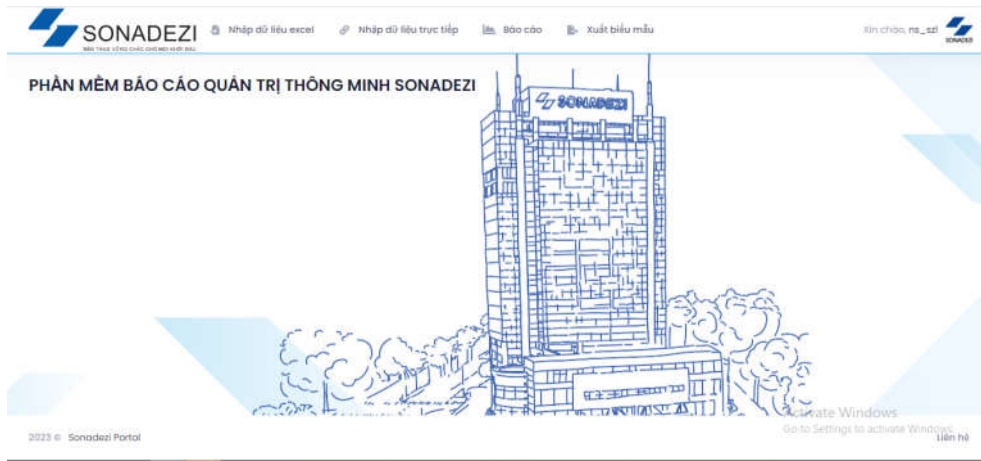 SONADEZI
Nhập dữ liệu excel
Nhập dữ liệu trực tiếp
Báo cáo
Xuất biểu mẫu
Xin chào, ns_szl
SONADEZI
PHẦN MỀM BÁO CÁO QUẢN TRỊ THÔNG MINH SONADEZI
SONADEZI
Activate Windows
Go to Settings to activate Windows.
2023 © Sonadezi Portal
Liên hệ